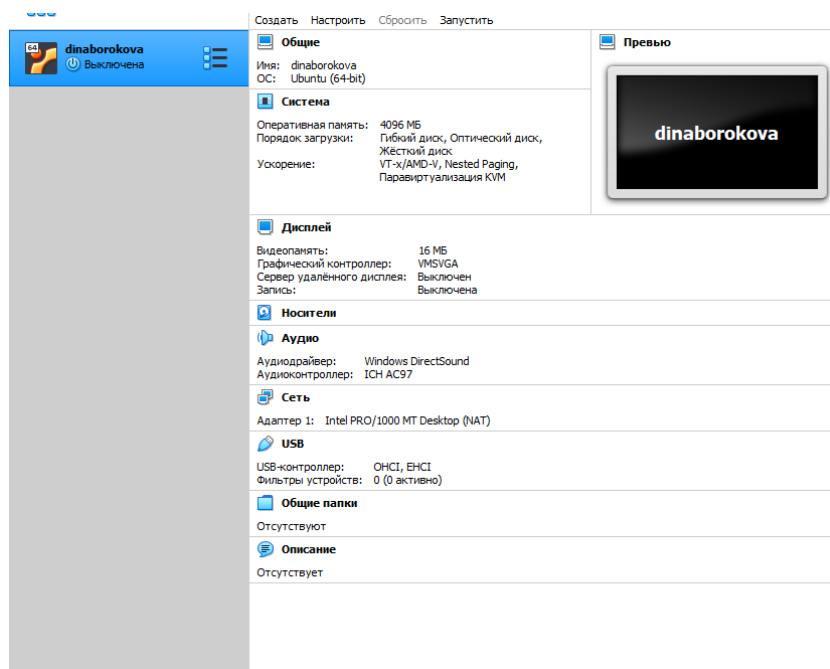 Создать Настроить Сбросить Запустить
64 dinaborokova
Выключена
Общие
Имя: dinaborokova
ОС: Ubuntu (64-bit)
Превью
dinaborokova
Система
Оперативная память: 4096 МБ
Порядок загрузки: Гибкий диск, Оптический диск,
Жёсткий диск
Ускорение: VT-x/AMD-V, Nested Paging,
Паравиртуализация KVM
Дисплей
Видеопамять: 16 МБ
Графический контроллер: VMSVGA
Сервер удалённого дисплея: Выключен
Запись: Выключена
Носители
Аудио
Аудиодрайвер: Windows DirectSound
Аудиоконтроллер: ICH AC97
Сеть
Адаптер 1: Intel PRO/1000 MT Desktop (NAT)
USB
USB-контроллер: OHCI, EHCI
Фильтры устройств: 0 (0 активно)
Общие папки
Отсутствуют
Описание
Отсутствует